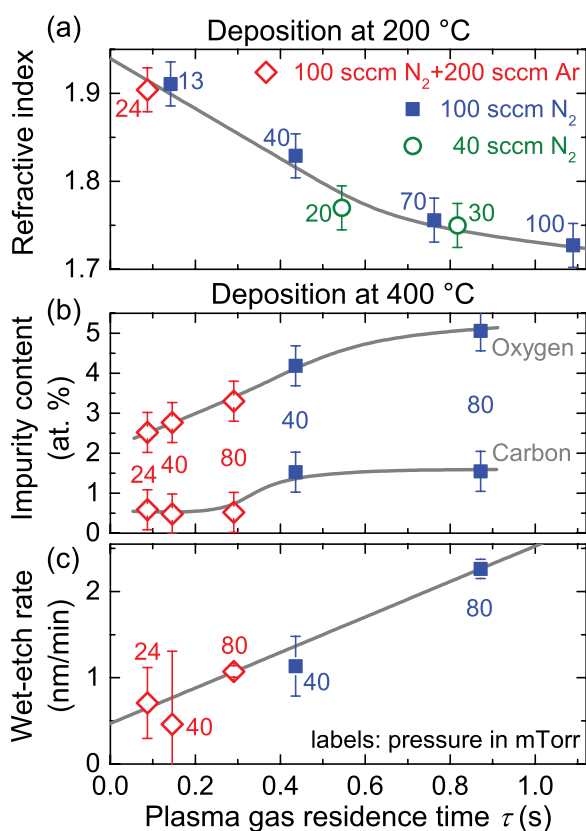 (a) Deposition at 200 °C
Refractive index
1.9
1.8
1.7
100 sccm N₂+200 sccm Ar
100 sccm N₂
40 sccm N₂
24
13
40
20
70
30
100
(b) Deposition at 400 °C
Impurity content
(at. %)
5
4
3
2
1
0
Oxygen
Carbon
24
40
80
40
80
(c)
Wet-etch rate
(nm/min)
2
1
0
24
40
80
40
80
labels: pressure in mTorr
0.0 0.2 0.4 0.6 0.8 1.0
Plasma gas residence time τ (s)